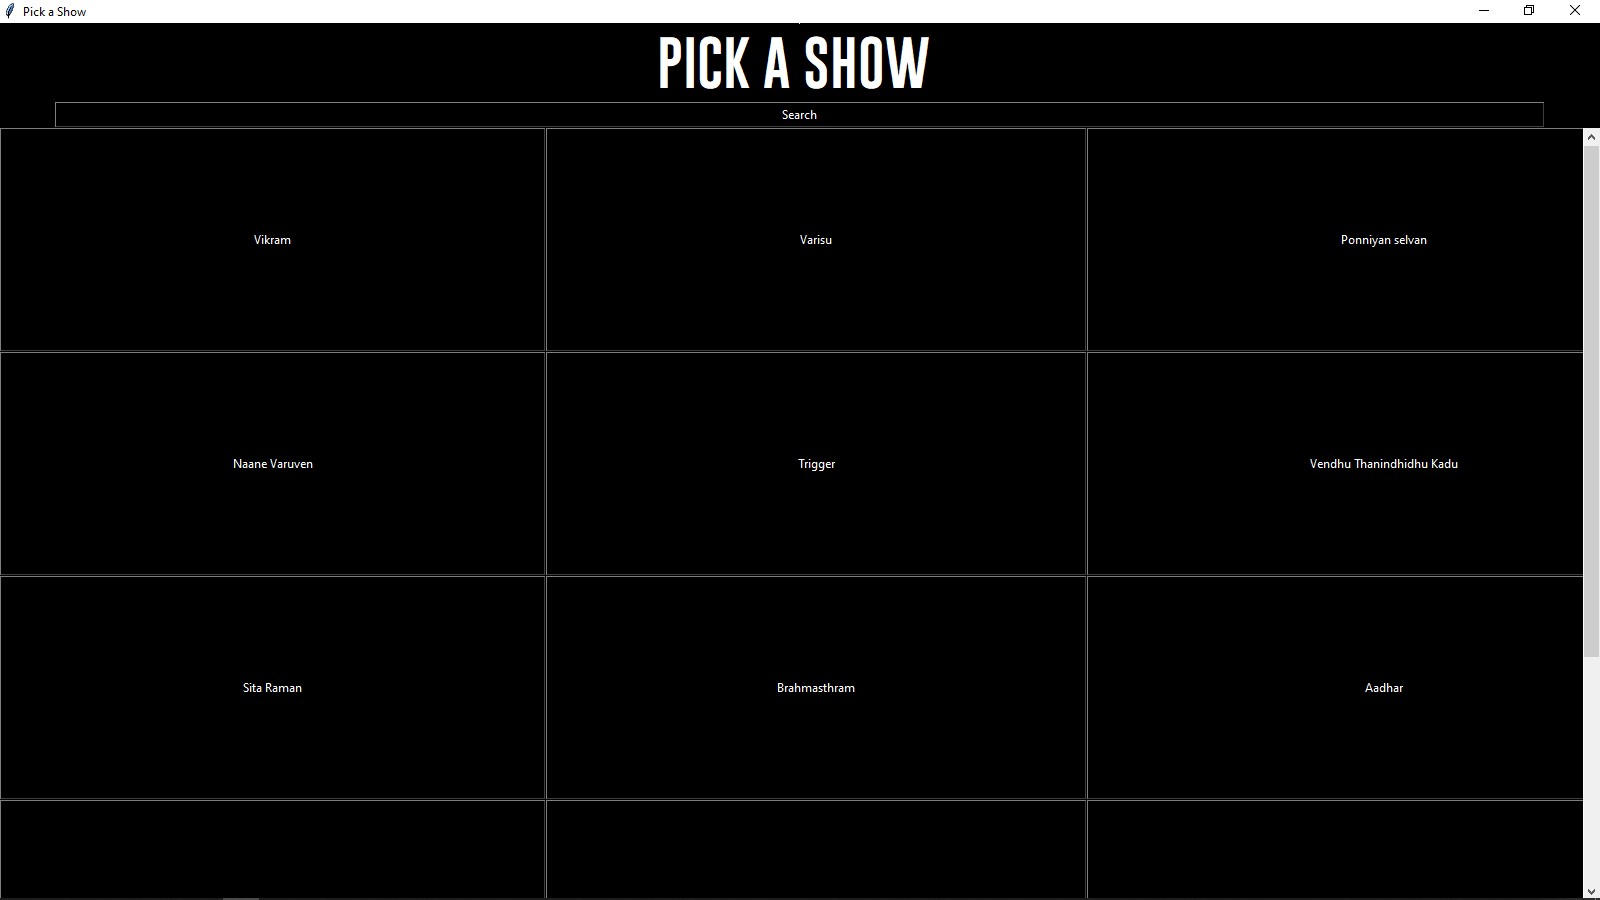 Pick a Show
PICK A SHOW
Search
Vikram
Varisu
Ponniyan selvan
Naane Varuven
Trigger
Vendhu Thanindhidhu Kadu
Sita Raman
Brahmasthram
Aadhar